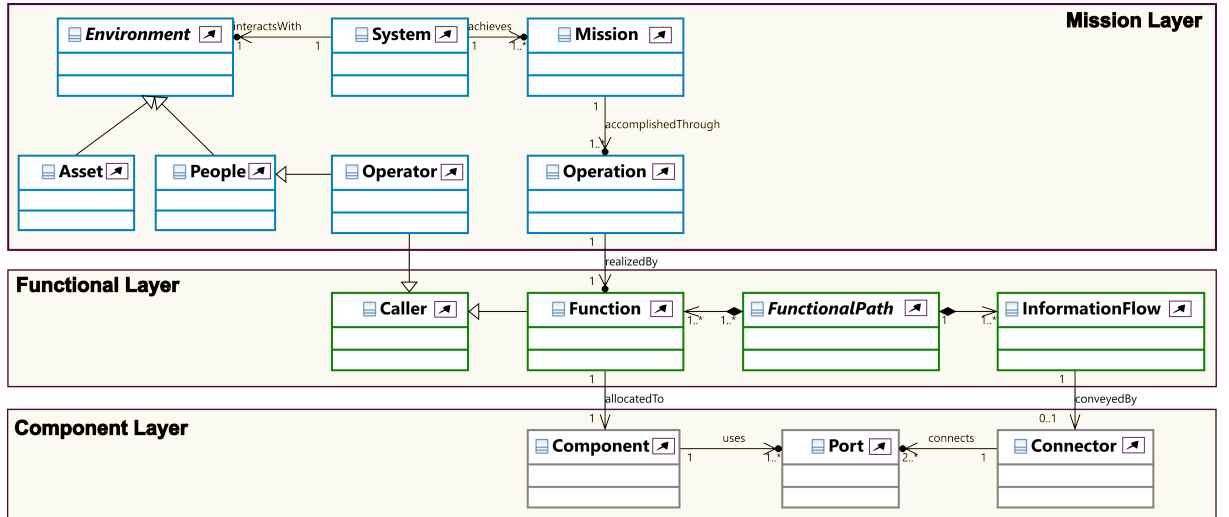 Mission Layer
Environment
interactsWith
1
1
System
achieves
1
1..*
Mission
1
accomplishedThrough
1..*
Asset
People
Operator
Operation
1
realizedBy
1
Functional Layer
Caller
Function
1..*
1..*
FunctionalPath
1
1..*
InformationFlow
1
allocatedTo
1
1
conveyedBy
0..1
Component Layer
Component
uses
1
1..*
Port
connects
2..*
1
Connector